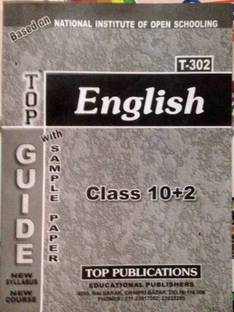 Based on
NATIONAL INSTITUTE OF OPEN SCHOOLING
T-302
TOP
English
GUIDE
with
SAMPLE PAPER
Class 10+2
NEW
SYLLABUS
NEW
COURSE
TOP PUBLICATIONS
EDUCATIONAL PUBLISHERS